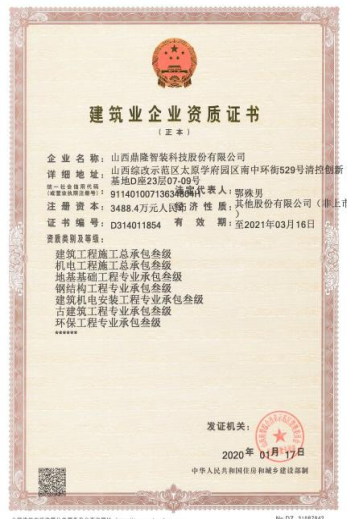 建筑业企业资质证书
（正本）
企业名称：山西鼎隆智装科技股份有限公司
详细地址：山西综改示范区太原学府园区南中环街529号清控创新
基地D座23层07-09号
统一社会信用代码
（或营业执照注册号）：
法定代表人：郭殊男
注册资本：3488.4万元人民币
经济性质：其他股份有限公司（非上市
）
证书编号：D314011854
有效期：至2021年03月16日
资质类别及等级：
建筑工程施工总承包叁级
机电工程施工总承包叁级
地基基础工程专业承包叁级
钢结构工程专业承包叁级
建筑机电安装工程专业承包叁级
古建筑工程专业承包叁级
环保工程专业承包叁级
******
发证机关：
2020年01月17日
中华人民共和国住房和城乡建设部制